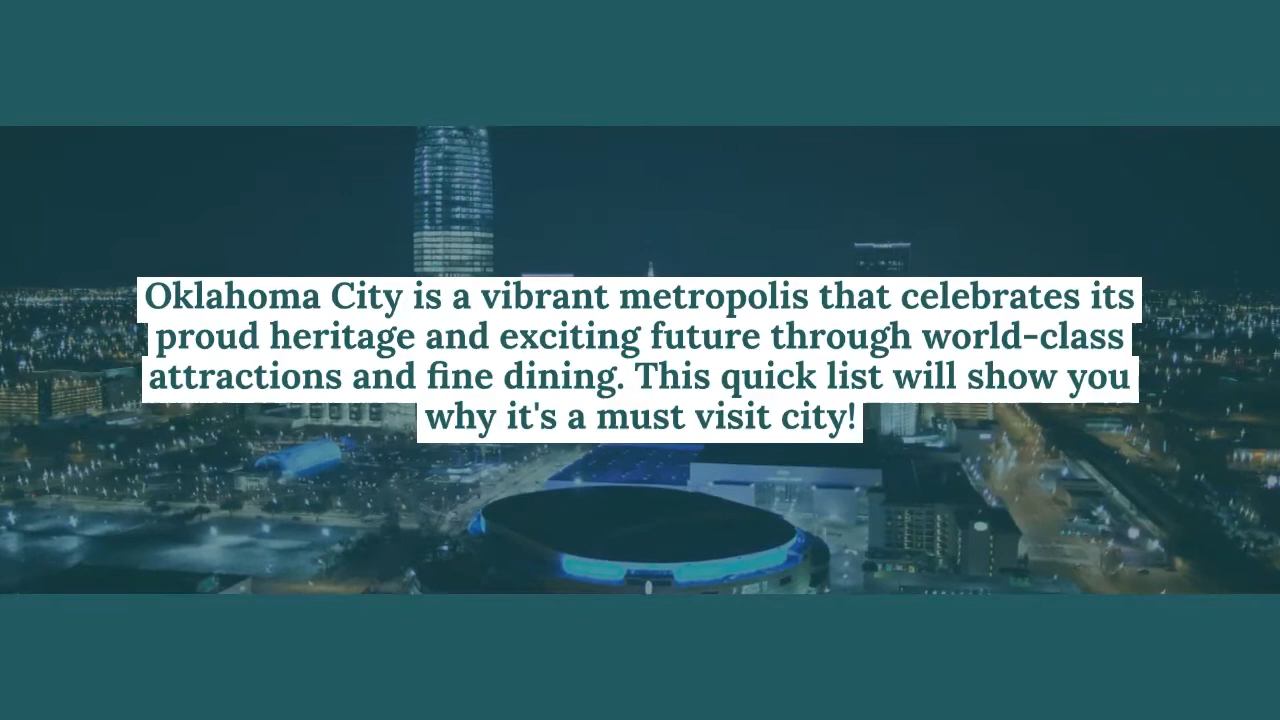 Oklahoma City is a vibrant metropolis that celebrates its
proud heritage and exciting future through world-class
attractions and fine dining. This quick list will show you
why it's a must visit city!